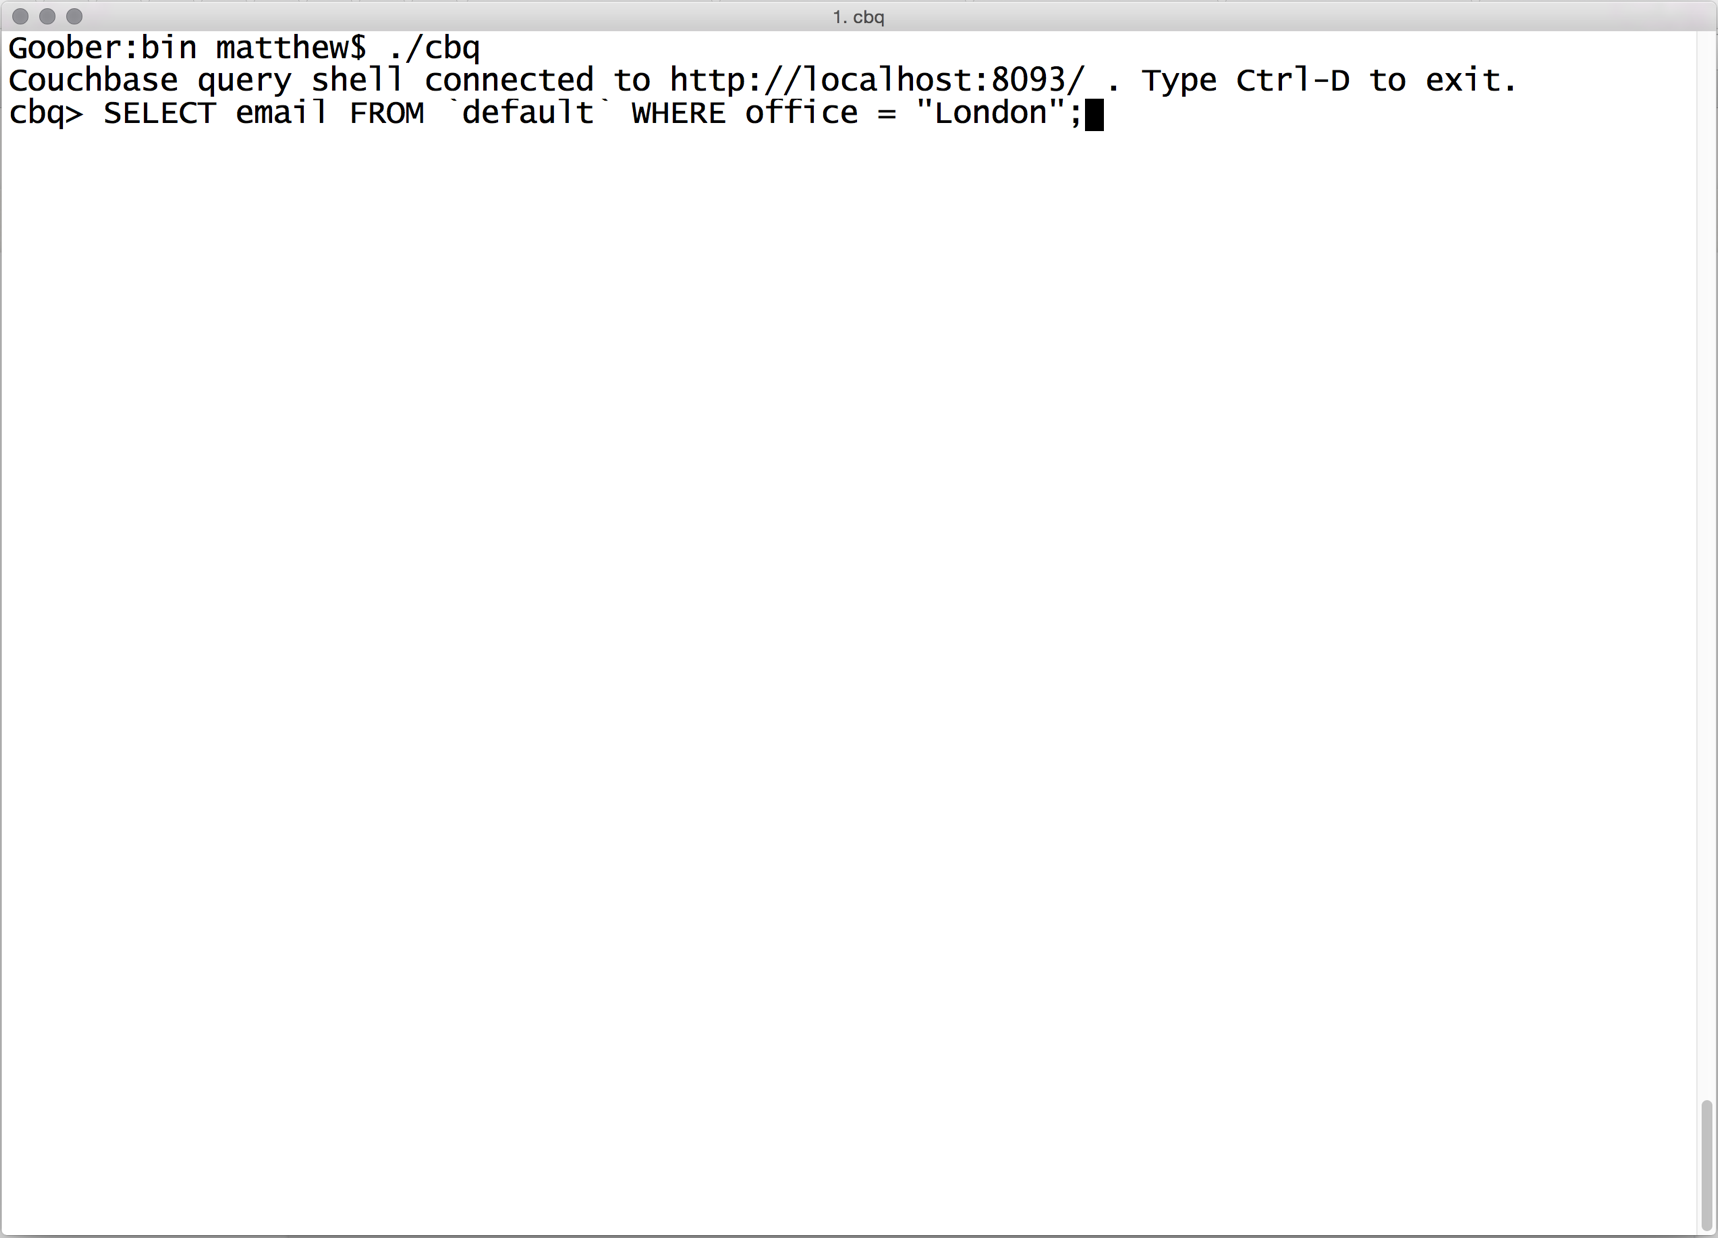 1. cbq
Goober:bin matthew$ ./cbq
Couchbase query shell connected to http://localhost:8093/ . Type Ctrl-D to exit.
cbq> SELECT email FROM `default` WHERE office = "London";